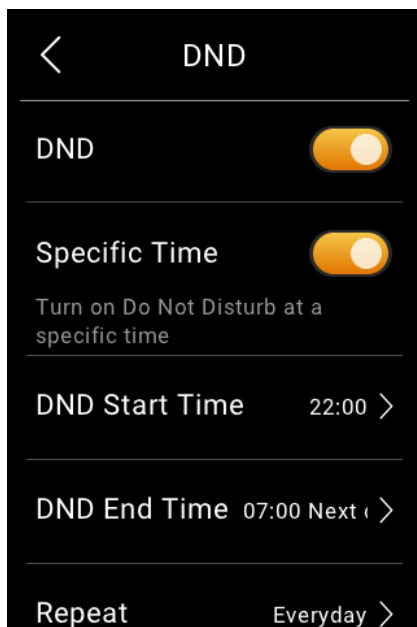 DND
DND
Specific Time
Turn on Do Not Disturb at a
specific time
DND Start Time 22:00
DND End Time 07:00 Next
Repeat Everyday